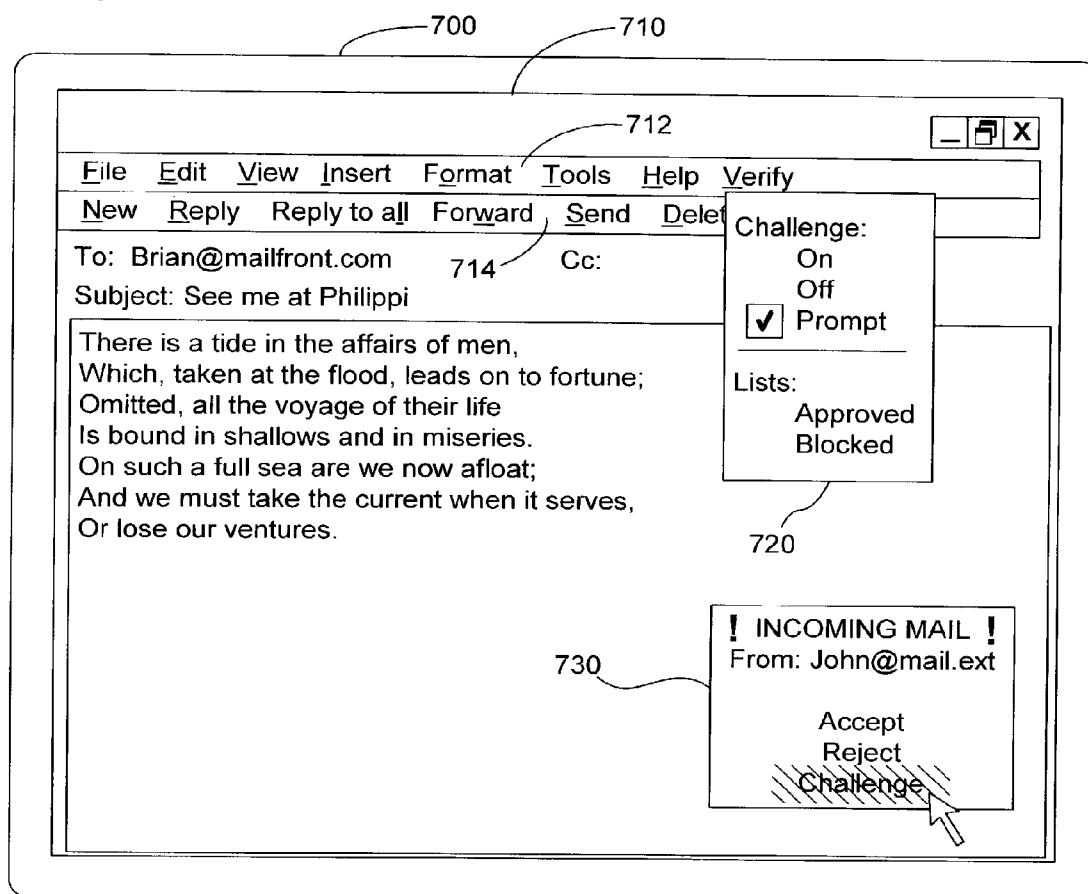 700 710
712
_ X
File Edit View Insert Format Tools Help Verify
New Reply Reply to all Forward Send Delet
To: Brian@mailfront.com 714 Cc:
Subject: See me at Philippi
Challenge:
On
Off
✓ Prompt
Lists:
Approved
Blocked
720
There is a tide in the affairs of men,
Which, taken at the flood, leads on to fortune;
Omitted, all the voyage of their life
Is bound in shallows and in miseries.
On such a full sea are we now afloat;
And we must take the current when it serves,
Or lose our ventures.
730
! INCOMING MAIL !
From: John@mail.ext
Accept
Reject
Challenge